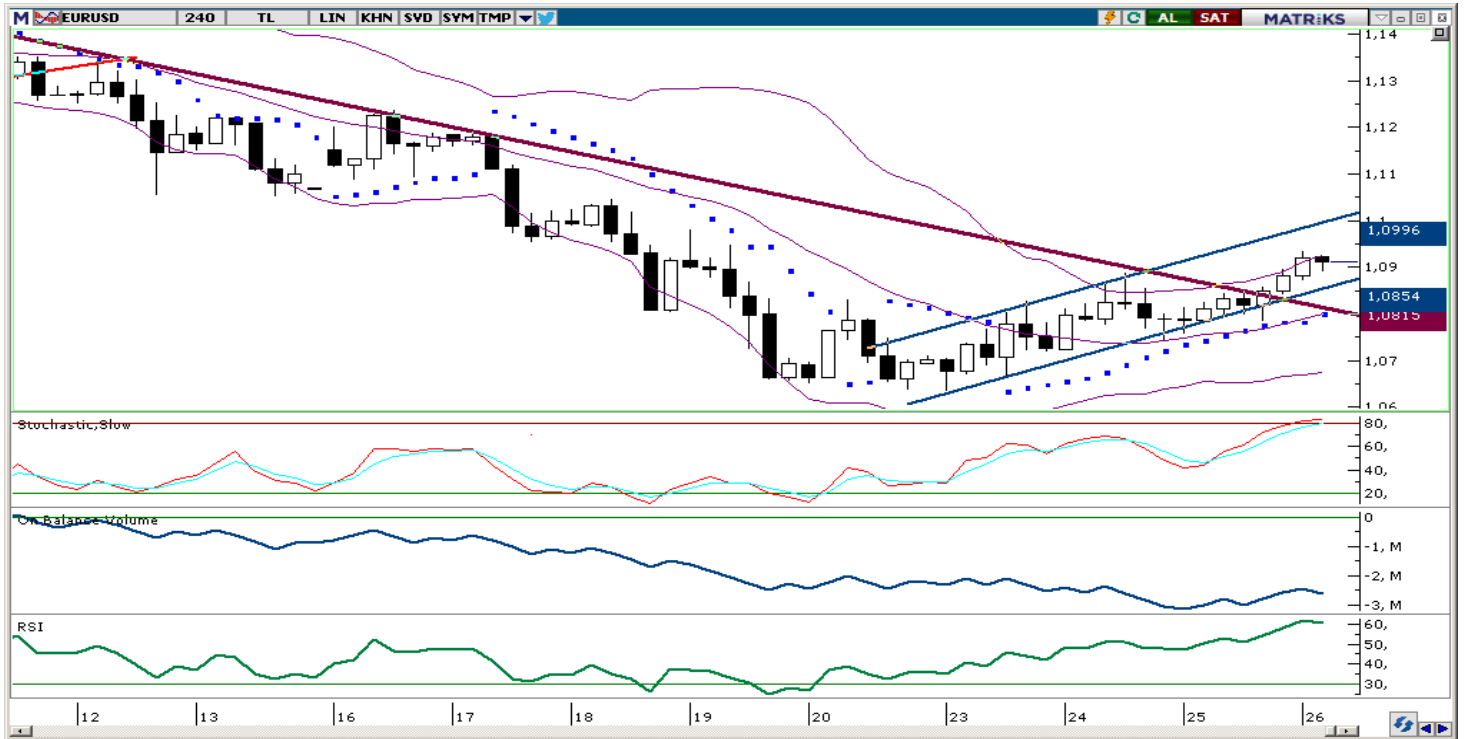 M EURUSD 240 TL LIN KHN SVD SYM TMP AL SAT MATRİKS
1,14
1,13
1,12
1,11
1,1
1,0996
1,09
1,0854
1,0815
1,07
1,06
Stochastic,Slow
80,
60,
40,
20,
On Balance Volume
0
-1, M
-2, M
-3, M
RSI
60,
50,
40,
30,
12 13 16 17 18 19 20 23 24 25 26